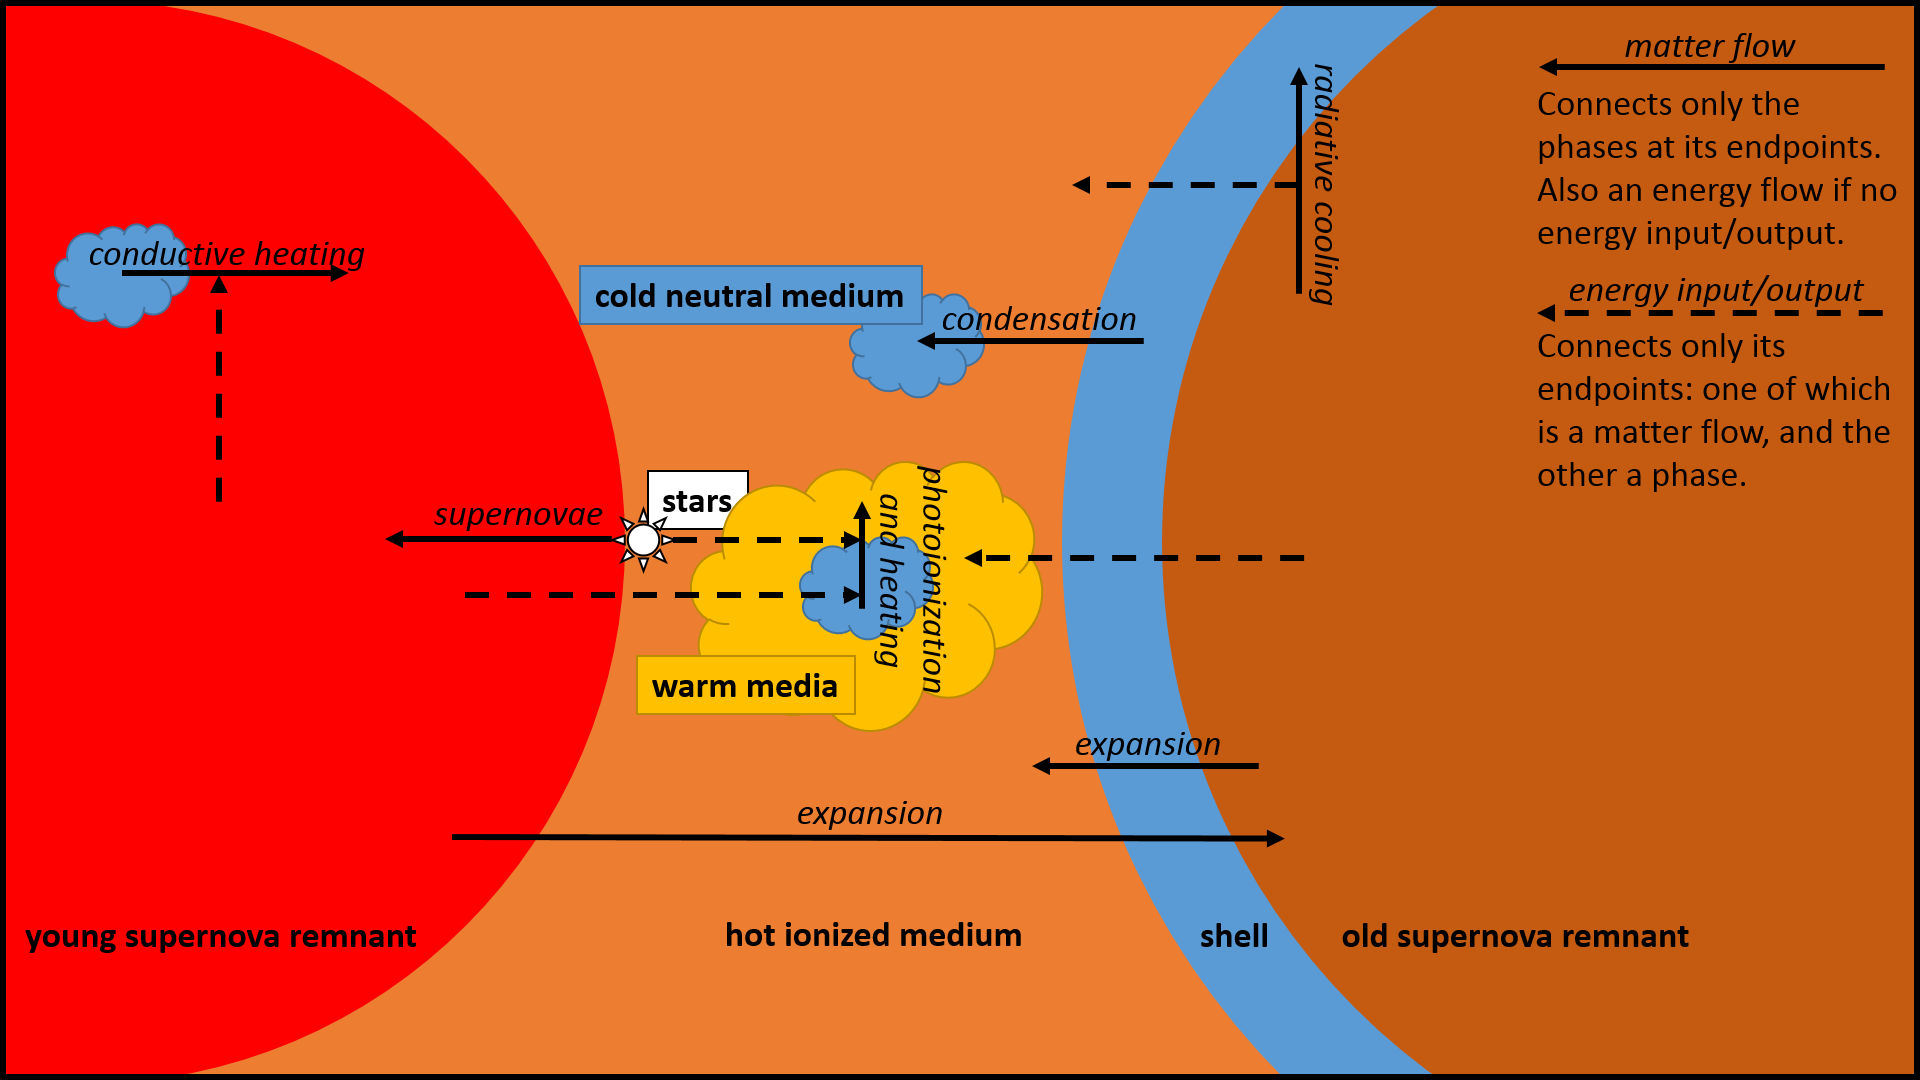 matter flow
Connects only the
phases at its endpoints.
Also an energy flow if no
energy input/output.
energy input/output
Connects only its
endpoints: one of which
is a matter flow, and the
other a phase.
radiative cooling
conductive heating
cold neutral medium
condensation
stars
supernovae
photoionization
and heating
warm media
expansion
expansion
young supernova remnant
hot ionized medium
shell
old supernova remnant